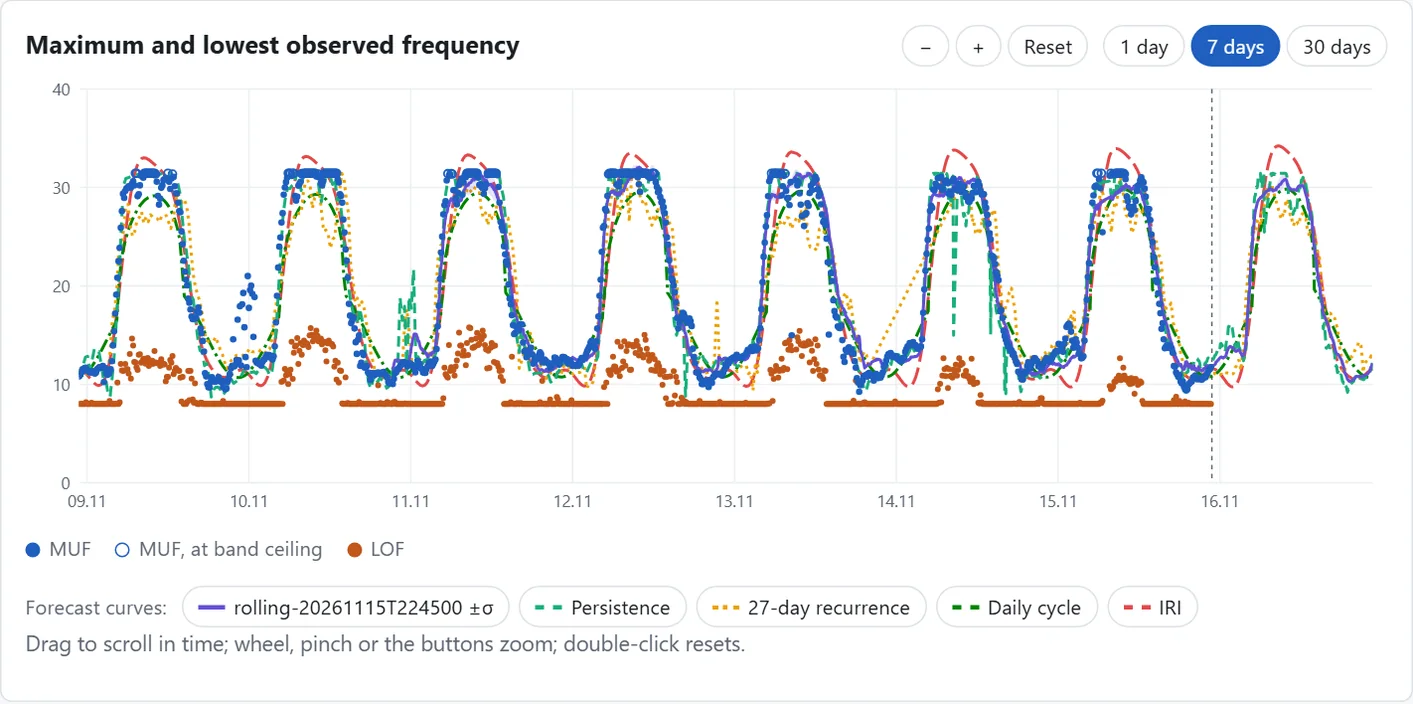 Maximum and lowest observed frequency
− + Reset 1 day 7 days 30 days
40
30
20
10
0
09.11 10.11 11.11 12.11 13.11 14.11 15.11 16.11
MUF MUF, at band ceiling LOF
Forecast curves: rolling-20261115T224500 ±σ Persistence 27-day recurrence Daily cycle IRI
Drag to scroll in time; wheel, pinch or the buttons zoom; double-click resets.